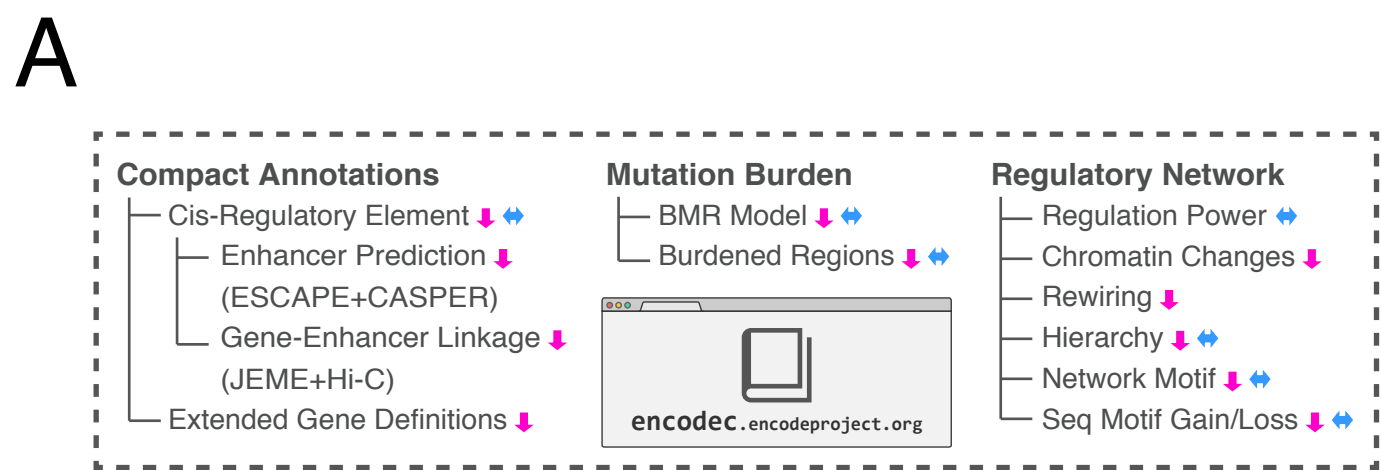 A
Compact Annotations
Cis-Regulatory Element
Enhancer Prediction
(ESCAPE+CASPER)
Gene-Enhancer Linkage
(JEME+Hi-C)
Extended Gene Definitions
Mutation Burden
BMR Model
Burdened Regions
encodec.encodeproject.org
Regulatory Network
Regulation Power
Chromatin Changes
Rewiring
Hierarchy
Network Motif
Seq Motif Gain/Loss